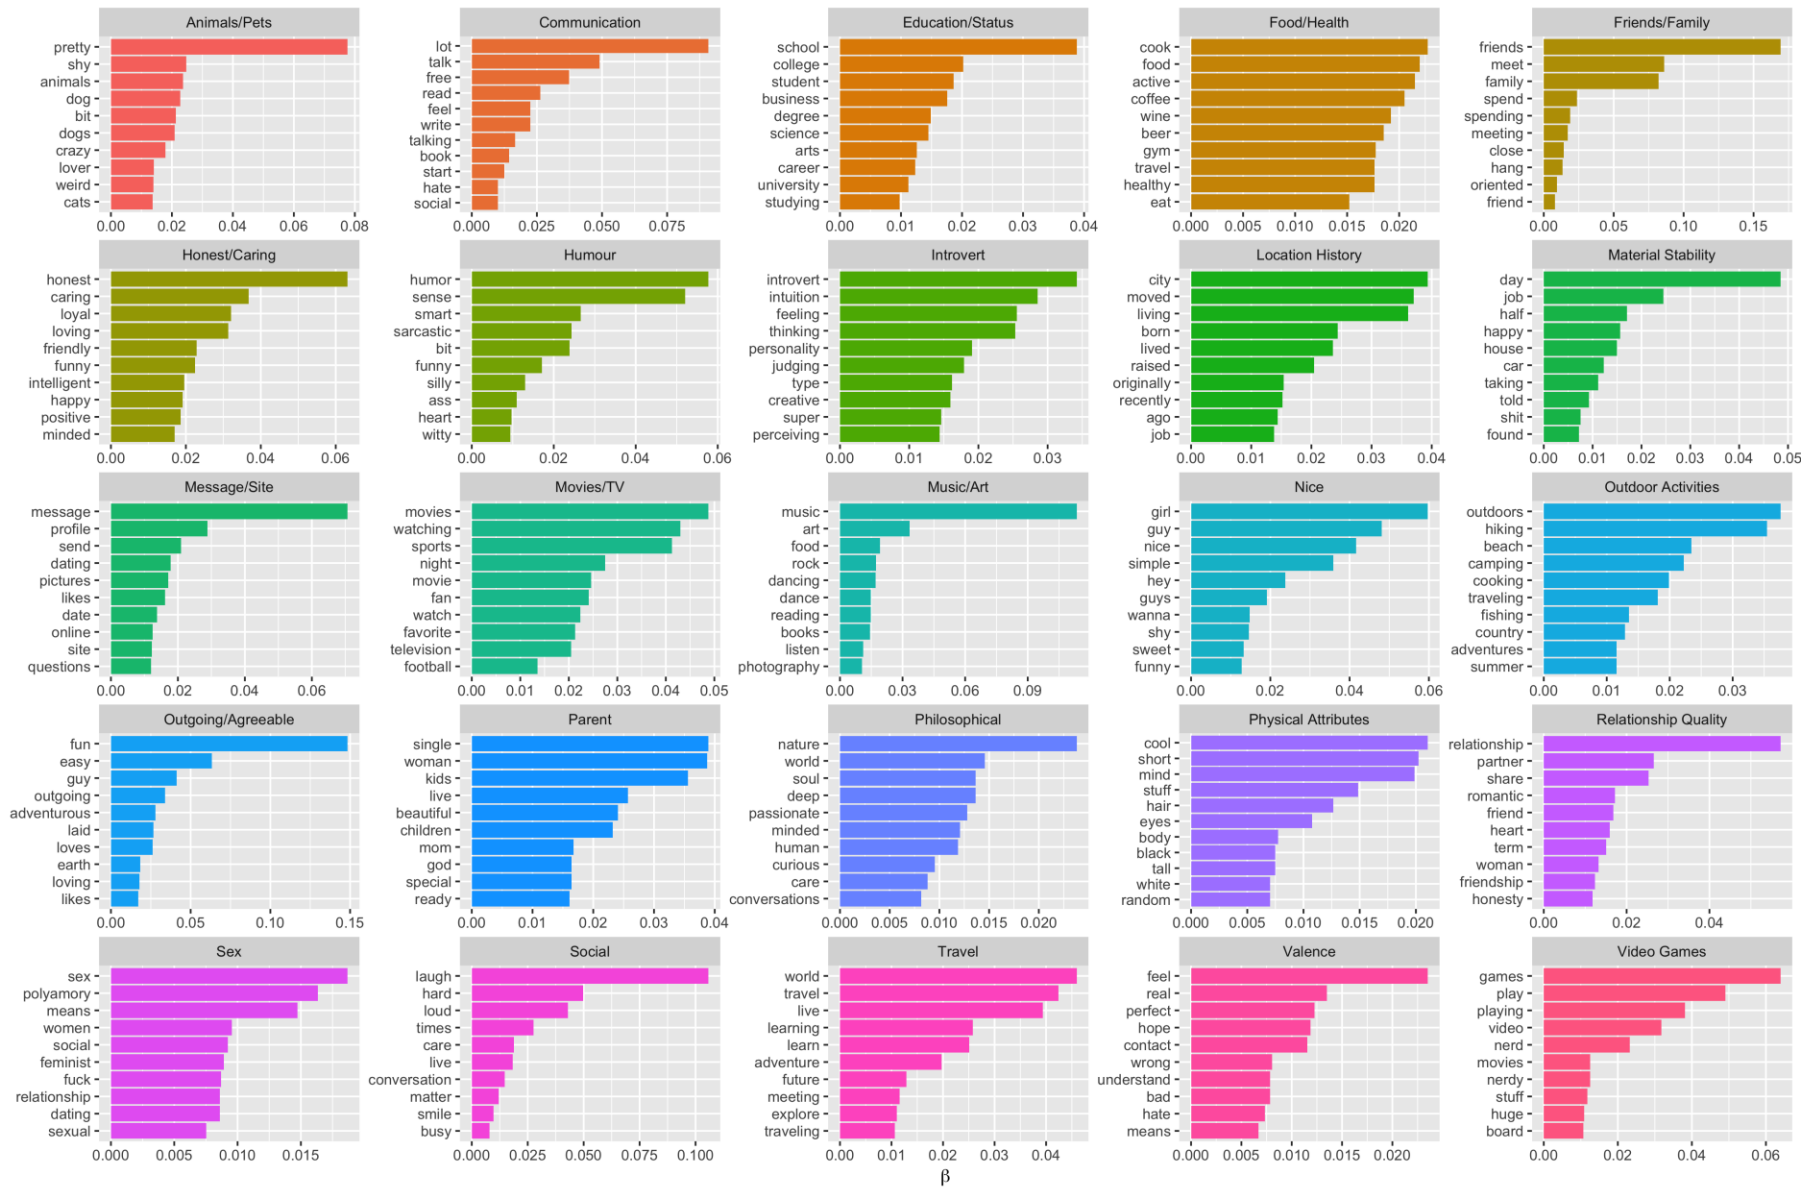 Animals/Pets
pretty
shy
animals
dog
bit
dogs
crazy
lover
weird
cats
0.00 0.02 0.04 0.06 0.08
Communication
lot
talk
free
read
feel
write
talking
book
start
hate
social
0.000 0.025 0.050 0.075
Education/Status
school
college
student
business
degree
science
arts
career
university
studying
0.00 0.01 0.02 0.03 0.04
Food/Health
cook
food
active
coffee
wine
beer
gym
travel
healthy
eat
0.000 0.005 0.010 0.015 0.020
Friends/Family
friends
meet
family
spend
spending
meeting
close
hang
oriented
friend
0.00 0.05 0.10 0.15
Honest/Caring
honest
caring
loyal
loving
friendly
funny
intelligent
happy
positive
minded
0.00 0.02 0.04 0.06
Humour
humor
sense
smart
sarcastic
bit
funny
silly
ass
heart
witty
0.00 0.02 0.04 0.06
Introvert
introvert
intuition
feeling
thinking
personality
judging
type
creative
super
perceiving
0.00 0.01 0.02 0.03
Location History
city
moved
living
born
lived
raised
originally
recently
ago
job
0.00 0.01 0.02 0.03 0.04
Material Stability
day
job
half
happy
house
car
taking
told
shit
found
0.00 0.01 0.02 0.03 0.04 0.05
Message/Site
message
profile
send
dating
pictures
likes
date
online
site
questions
0.00 0.02 0.04 0.06
Movies/TV
movies
watching
sports
night
movie
fan
watch
favorite
television
football
0.00 0.01 0.02 0.03 0.04 0.05
Music/Art
music
art
food
rock
dancing
dance
reading
books
listen
photography
0.00 0.03 0.06 0.09
Nice
girl
guy
nice
simple
hey
guys
wanna
shy
sweet
funny
0.00 0.02 0.04 0.06
Outdoor Activities
outdoors
hiking
beach
camping
cooking
traveling
fishing
country
adventures
summer
0.00 0.01 0.02 0.03
Outgoing/Agreeable
fun
easy
guy
outgoing
adventurous
laid
loves
earth
loving
likes
0.00 0.05 0.10 0.15
Parent
single
woman
kids
live
beautiful
children
mom
god
special
ready
0.00 0.01 0.02 0.03 0.04
Philosophical
nature
world
soul
deep
passionate
minded
human
curious
care
conversations
0.000 0.005 0.010 0.015 0.020
Physical Attributes
cool
short
mind
stuff
hair
eyes
body
black
tall
white
random
0.000 0.005 0.010 0.015 0.020
Relationship Quality
relationship
partner
share
romantic
friend
heart
term
woman
friendship
honesty
0.00 0.02 0.04
Sex
sex
polyamory
means
women
social
feminist
fuck
relationship
dating
sexual
0.000 0.005 0.010 0.015
Social
laugh
hard
loud
times
care
live
conversation
matter
smile
busy
0.000 0.025 0.050 0.075 0.100
Travel
world
travel
live
learning
learn
adventure
future
meeting
explore
traveling
0.00 0.01 0.02 0.03 0.04
Valence
feel
real
perfect
hope
contact
wrong
understand
bad
hate
means
0.000 0.005 0.010 0.015 0.020
Video Games
games
play
playing
video
nerd
movies
nerdy
stuff
huge
board
0.00 0.02 0.04 0.06
β